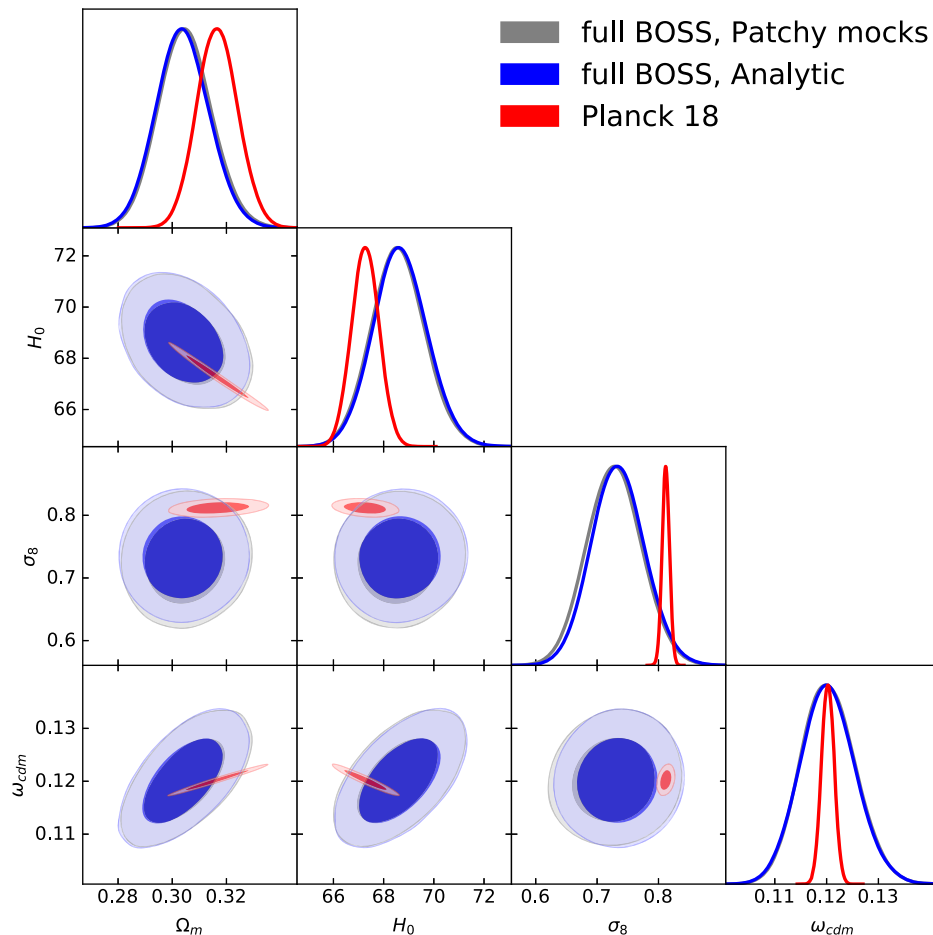 full BOSS, Patchy mocks
full BOSS, Analytic
Planck 18
72
70
68
66
H₀
0.8
0.7
0.6
σ₈
0.13
0.12
0.11
ω_cdm
0.28 0.30 0.32 66 68 70 72 0.6 0.7 0.8 0.11 0.12 0.13
Ωₘ H₀ σ₈ ω_cdm